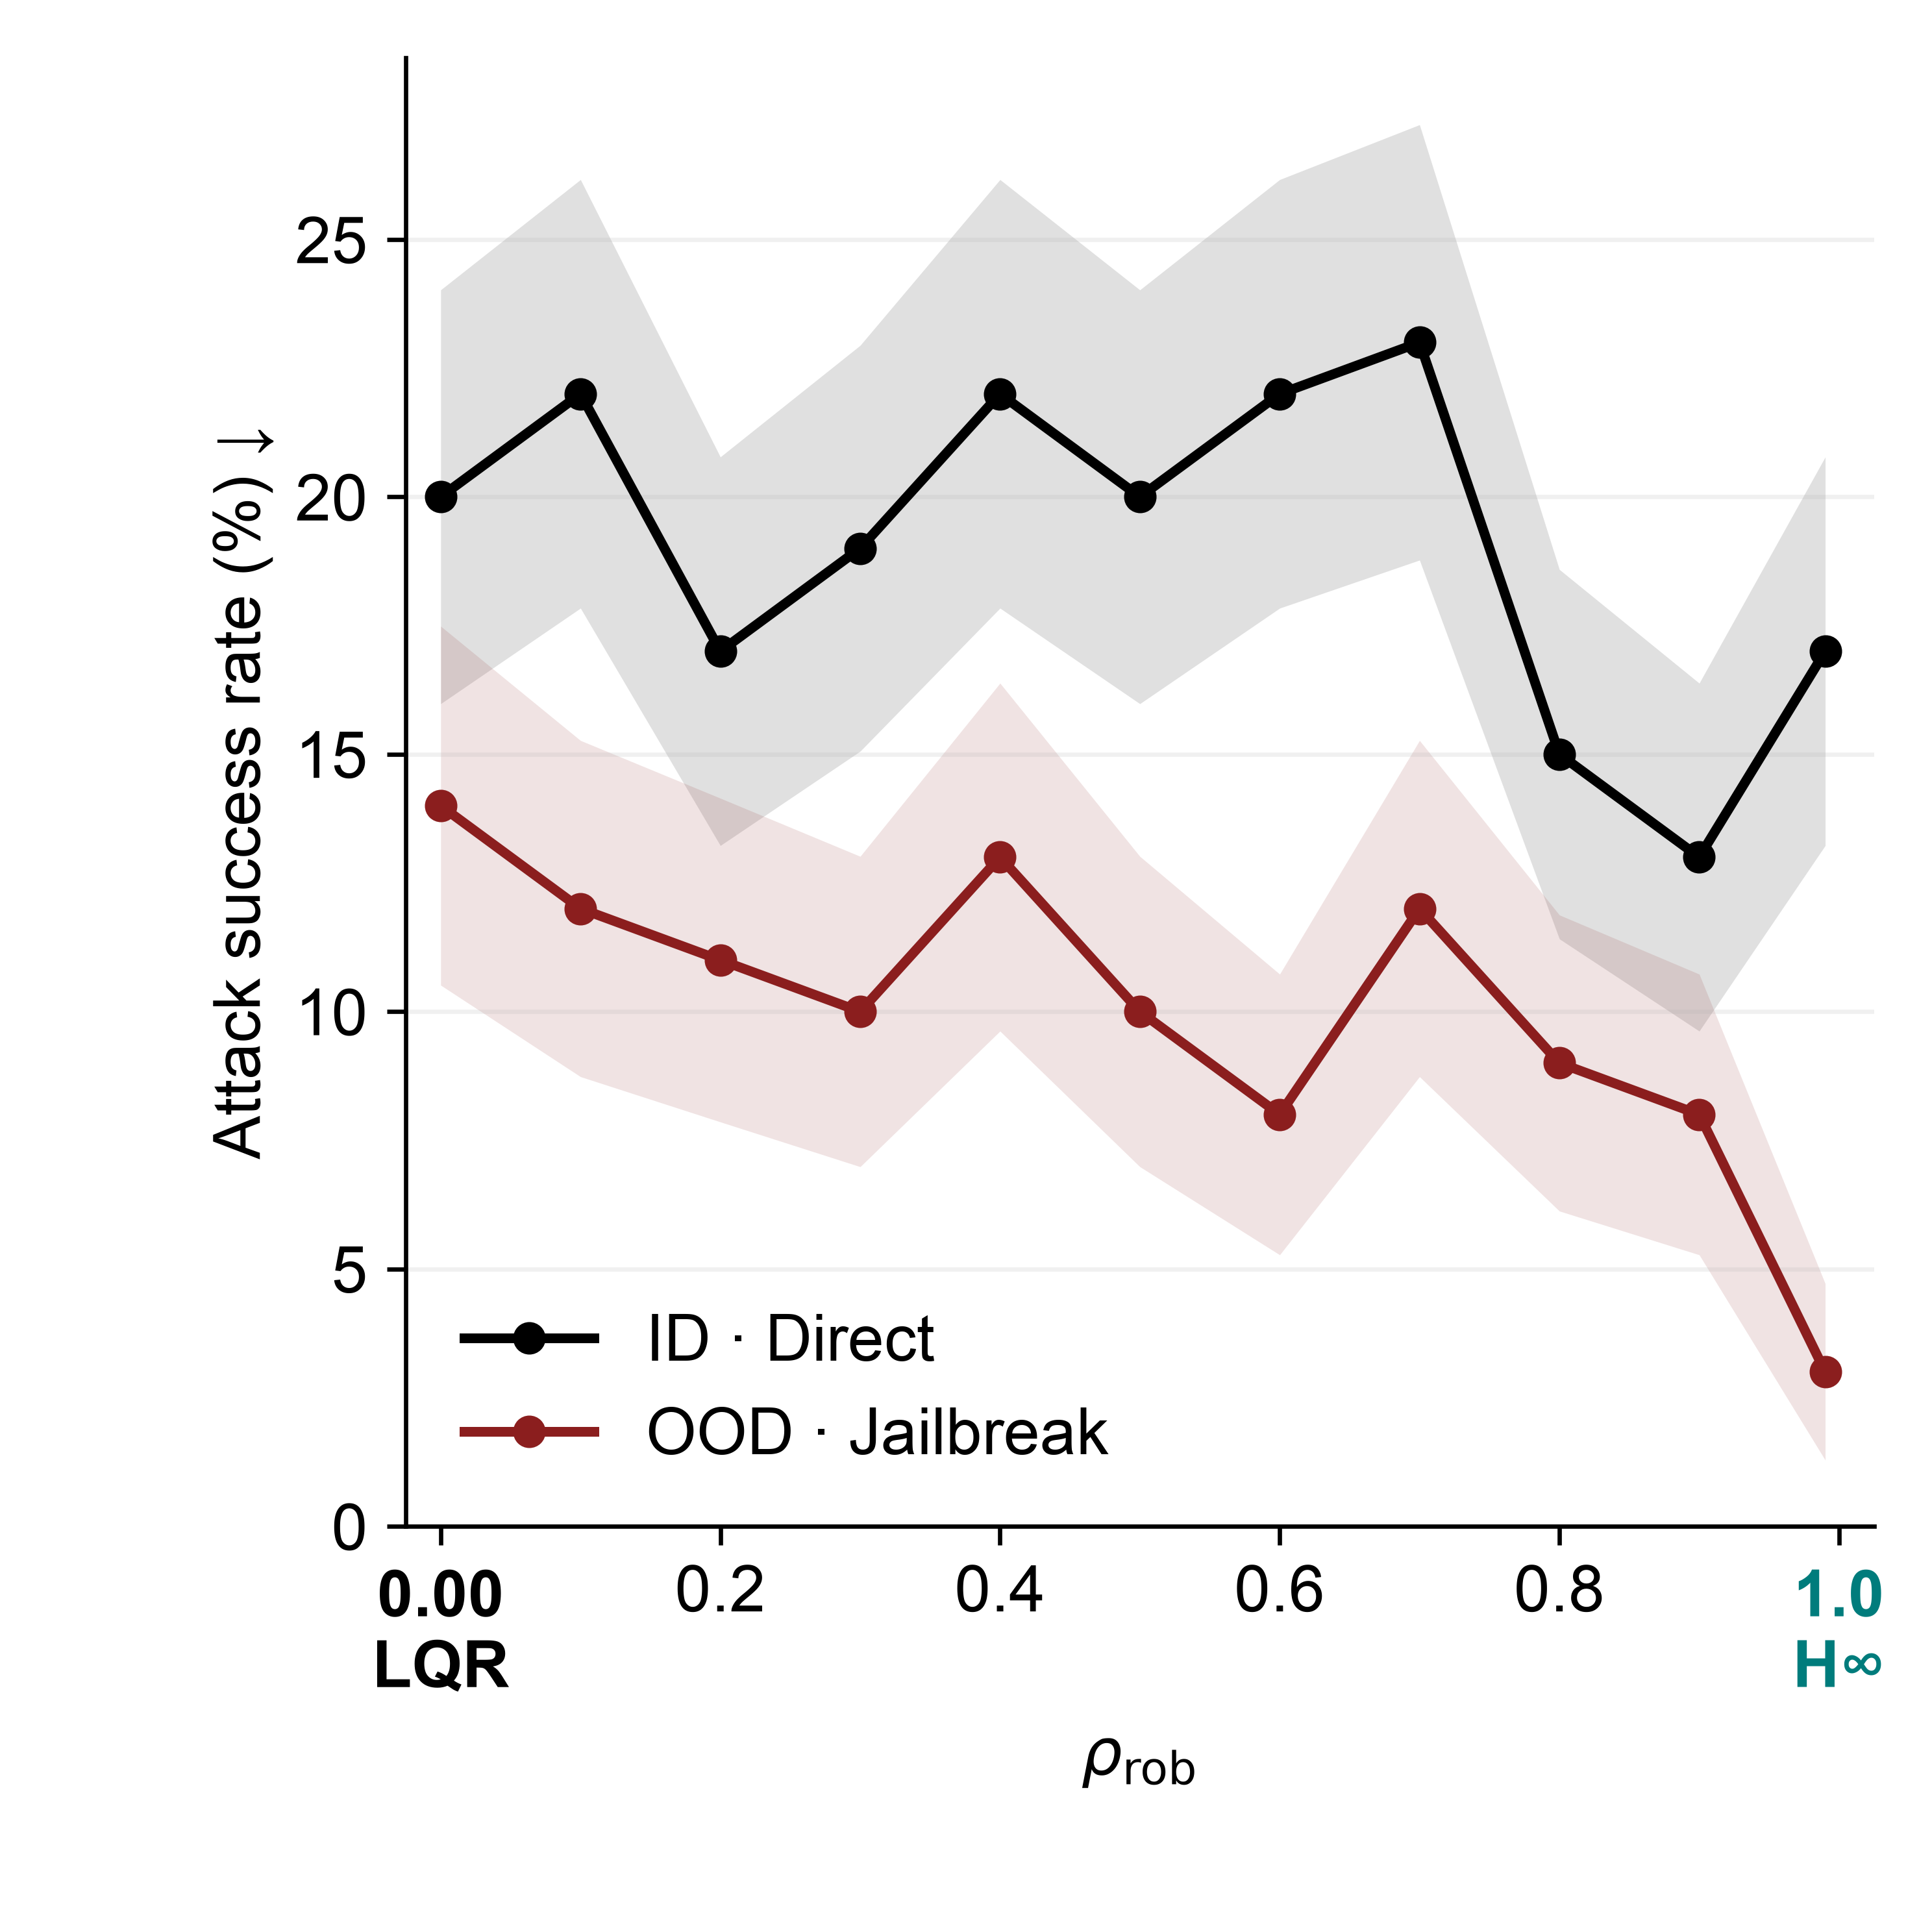 Attack success rate (%) ↓
25
20
15
10
5
0
ID · Direct
OOD · Jailbreak
0.00 0.2 0.4 0.6 0.8 1.0
LQR H∞
ρrob